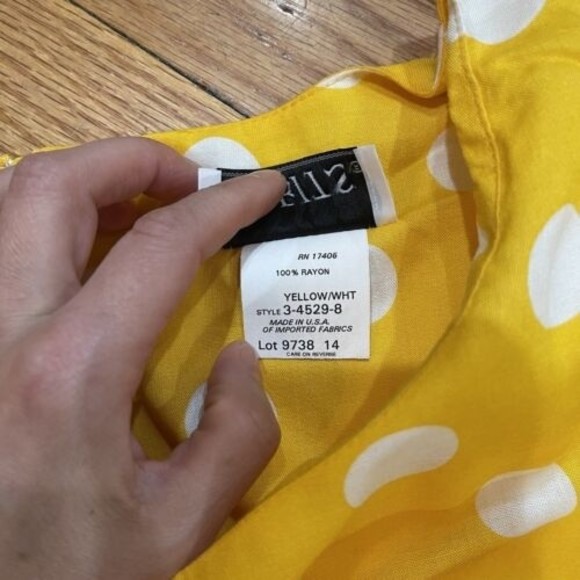 RN 17406
100% RAYON
YELLOW/WHT
STYLE 3-4529-8
MADE IN U.S.A.
OF IMPORTED FABRICS
Lot 9738 14
CARE ON REVERSE